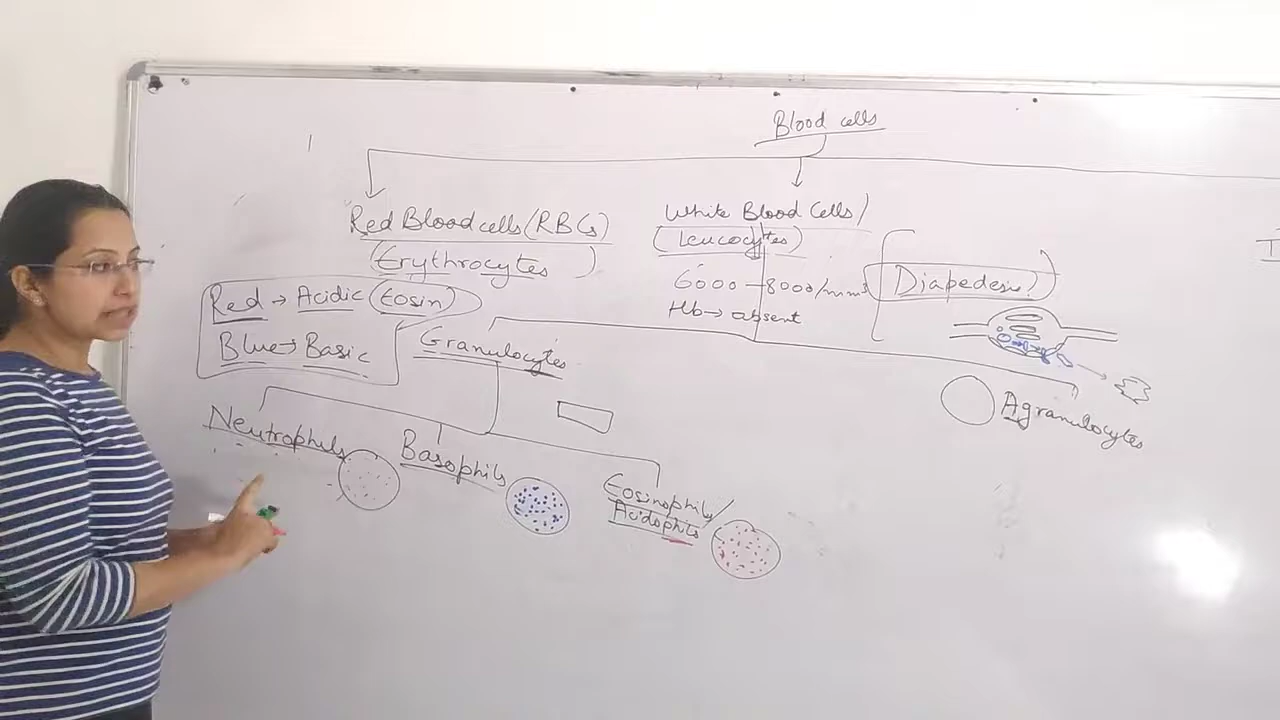 Blood cells
Red Blood cells (RBCs)
(Erythrocytes)
White Blood Cells/
(Leucocytes)
6000 - 8000/mm³
Hb → absent
Diapedesis
Red → Acidic (Eosin)
Blue → Basic
Granulocytes
Agranulocytes
Neutrophils
Basophils
Eosinophils/
Acidophils